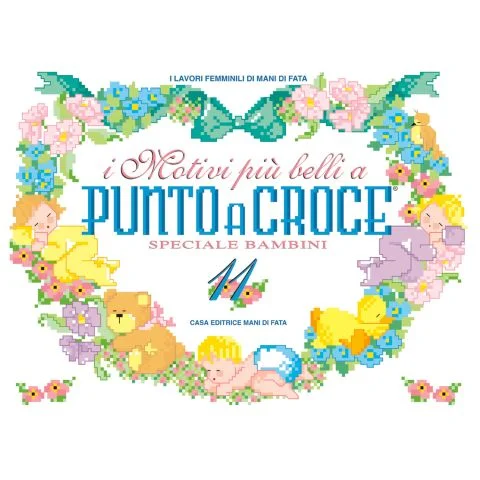 I LAVORI FEMMINILI DI MANI DI FATA
i Motivi più belli a
PUNTO A CROCE®
SPECIALE BAMBINI
11
CASA EDITRICE MANI DI FATA